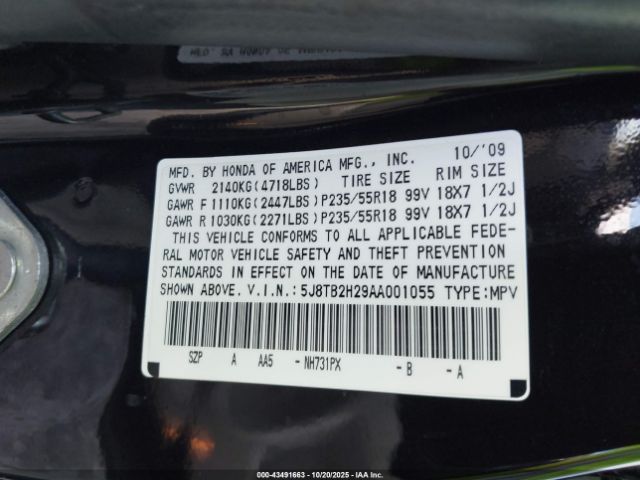 MFD. BY HONDA OF AMERICA MFG., INC. 10/'09
GVWR 2140KG(4718LBS) TIRE SIZE RIM SIZE
GAWR F 1110KG(2447LBS)P235/55R18 99V 18X7 1/2J
GAWR R 1030KG(2271LBS)P235/55R18 99V 18X7 1/2J
THIS VEHICLE CONFORMS TO ALL APPLICABLE FEDE-
RAL MOTOR VEHICLE SAFETY AND THEFT PREVENTION
STANDARDS IN EFFECT ON THE DATE OF MANUFACTURE
SHOWN ABOVE. V.I.N.: 5J8TB2H29AA001055 TYPE:MPV
SZP A AA5 - NH731PX - B - A
000-43491663 - 10/20/2025 - IAA Inc.